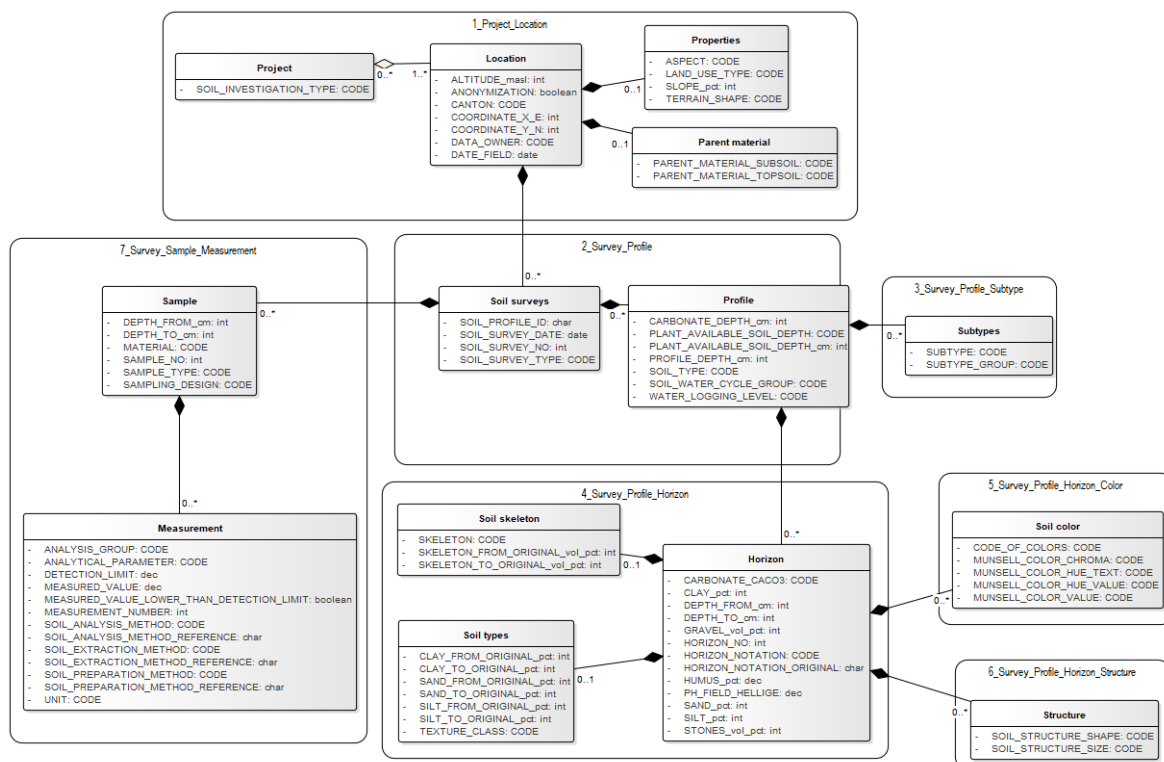 1_Project_Location
Project
- SOIL_INVESTIGATION_TYPE: CODE
0..*
1..*
Location
- ALTITUDE_masl: int
- ANONYMIZATION: boolean
- CANTON: CODE
- COORDINATE_X_E: int
- COORDINATE_Y_N: int
- DATA_OWNER: CODE
- DATE_FIELD: date
Properties
- ASPECT: CODE
- LAND_USE_TYPE: CODE
- SLOPE_pct: int
- TERRAIN_SHAPE: CODE
0..1
Parent material
- PARENT_MATERIAL_SUBSOIL: CODE
- PARENT_MATERIAL_TOPSOIL: CODE
0..1
7_Survey_Sample_Measurement
Sample
- DEPTH_FROM_cm: int
- DEPTH_TO_cm: int
- MATERIAL: CODE
- SAMPLE_NO: int
- SAMPLE_TYPE: CODE
- SAMPLING_DESIGN: CODE
0..*
2_Survey_Profile
0..*
Soil surveys
- SOIL_PROFILE_ID: char
- SOIL_SURVEY_DATE: date
- SOIL_SURVEY_NO: int
- SOIL_SURVEY_TYPE: CODE
0..*
Profile
- CARBONATE_DEPTH_cm: int
- PLANT_AVAILABLE_SOIL_DEPTH: CODE
- PLANT_AVAILABLE_SOIL_DEPTH_cm: int
- PROFILE_DEPTH_cm: int
- SOIL_TYPE: CODE
- SOIL_WATER_CYCLE_GROUP: CODE
- WATER_LOGGING_LEVEL: CODE
3_Survey_Profile_Subtype
Subtypes
- SUBTYPE: CODE
- SUBTYPE_GROUP: CODE
0..*
0..*
Measurement
- ANALYSIS_GROUP: CODE
- ANALYTICAL_PARAMETER: CODE
- DETECTION_LIMIT: dec
- MEASURED_VALUE: dec
- MEASURED_VALUE_LOWER_THAN_DETECTION_LIMIT: boolean
- MEASUREMENT_NUMBER: int
- SOIL_ANALYSIS_METHOD: CODE
- SOIL_ANALYSIS_METHOD_REFERENCE: char
- SOIL_EXTRACTION_METHOD: CODE
- SOIL_EXTRACTION_METHOD_REFERENCE: char
- SOIL_PREPARATION_METHOD: CODE
- SOIL_PREPARATION_METHOD_REFERENCE: char
- UNIT: CODE
4_Survey_Profile_Horizon
Soil skeleton
- SKELETON: CODE
- SKELETON_FROM_ORIGINAL_vol_pct: int
- SKELETON_TO_ORIGINAL_vol_pct: int
0..1
Soil types
- CLAY_FROM_ORIGINAL_pct: int
- CLAY_TO_ORIGINAL_pct: int
- SAND_FROM_ORIGINAL_pct: int
- SAND_TO_ORIGINAL_pct: int
- SILT_FROM_ORIGINAL_pct: int
- SILT_TO_ORIGINAL_pct: int
- TEXTURE_CLASS: CODE
0..1
0..*
Horizon
- CARBONATE_CACO3: CODE
- CLAY_pct: int
- DEPTH_FROM_cm: int
- DEPTH_TO_cm: int
- GRAVEL_vol_pct: int
- HORIZON_NO: int
- HORIZON_NOTATION: CODE
- HORIZON_NOTATION_ORIGINAL: char
- HUMUS_pct: dec
- PH_FIELD_HELLIGE: dec
- SAND_pct: int
- SILT_pct: int
- STONES_vol_pct: int
5_Survey_Profile_Horizon_Color
Soil color
- CODE_OF_COLORS: CODE
- MUNSELL_COLOR_CHROMA: CODE
- MUNSELL_COLOR_HUE_TEXT: CODE
- MUNSELL_COLOR_HUE_VALUE: CODE
- MUNSELL_COLOR_VALUE: CODE
0..*
6_Survey_Profile_Horizon_Structure
0..*
Structure
- SOIL_STRUCTURE_SHAPE: CODE
- SOIL_STRUCTURE_SIZE: CODE